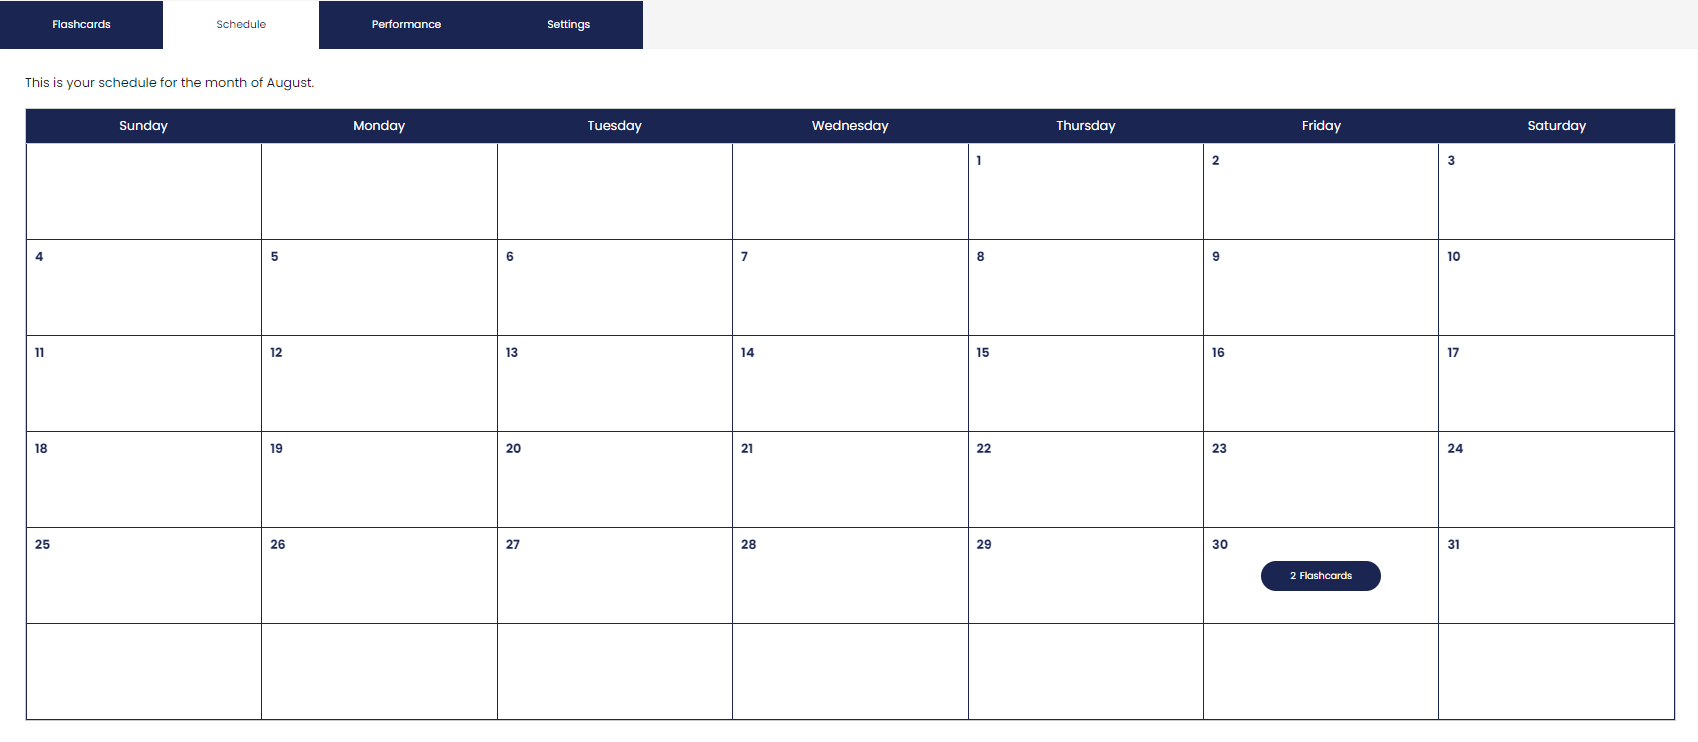 Flashcards Schedule Performance Settings
This is your schedule for the month of August.
Sunday Monday Tuesday Wednesday Thursday Friday Saturday
1 2 3
4 5 6 7 8 9 10
11 12 13 14 15 16 17
18 19 20 21 22 23 24
25 26 27 28 29 30 31
2 Flashcards